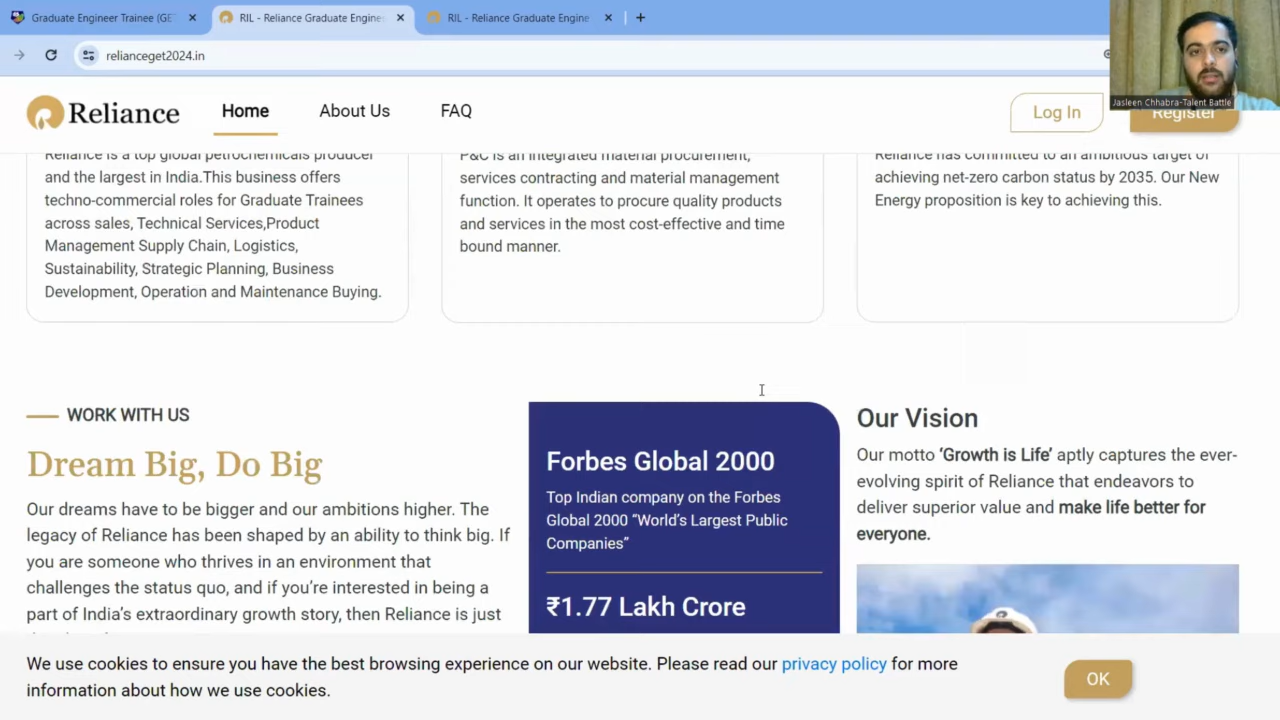 Graduate Engineer Trainee (GE
RIL - Reliance Graduate Engine
RIL - Reliance Graduate Engine
relianceget2024.in
Jasleen Chhabra-Talent Battle
Reliance
Home
About Us
FAQ
Log In
Register
Reliance is a top global petrochemicals producer
and the largest in India.This business offers
techno-commercial roles for Graduate Trainees
across sales, Technical Services,Product
Management Supply Chain, Logistics,
Sustainability, Strategic Planning, Business
Development, Operation and Maintenance Buying.
P&C is an integrated material procurement,
services contracting and material management
function. It operates to procure quality products
and services in the most cost-effective and time
bound manner.
Reliance has committed to an ambitious target of
achieving net-zero carbon status by 2035. Our New
Energy proposition is key to achieving this.
WORK WITH US
Dream Big, Do Big
Our dreams have to be bigger and our ambitions higher. The
legacy of Reliance has been shaped by an ability to think big. If
you are someone who thrives in an environment that
challenges the status quo, and if you’re interested in being a
part of India’s extraordinary growth story, then Reliance is just
Forbes Global 2000
Top Indian company on the Forbes
Global 2000 “World’s Largest Public
Companies”
₹1.77 Lakh Crore
Our Vision
Our motto ‘Growth is Life’ aptly captures the ever-
evolving spirit of Reliance that endeavors to
deliver superior value and make life better for
everyone.
We use cookies to ensure you have the best browsing experience on our website. Please read our privacy policy for more
information about how we use cookies.
OK